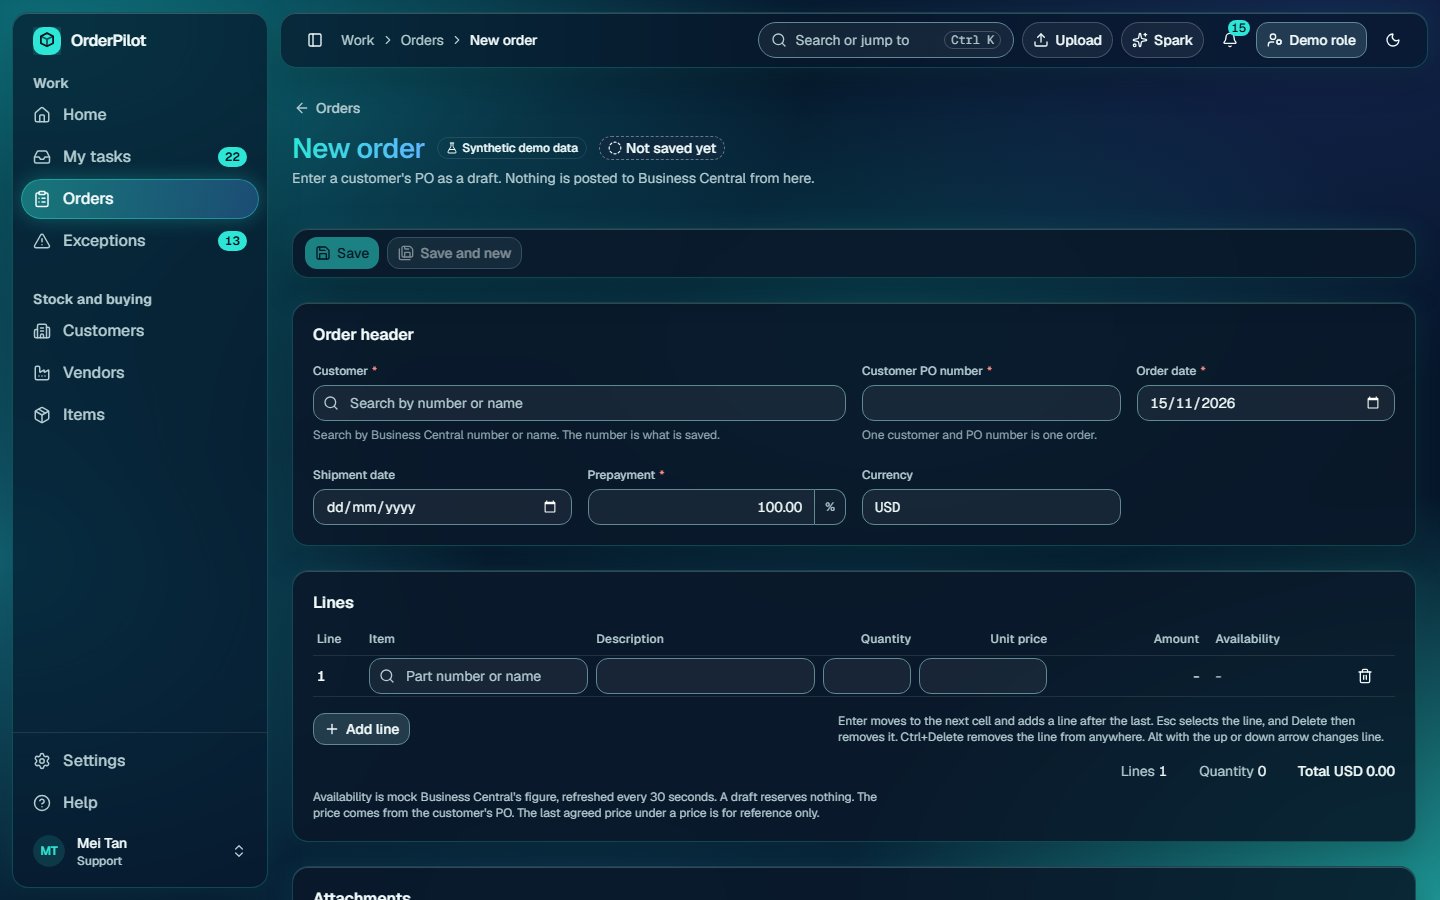 OrderPilot
Work
Home
My tasks 22
Orders
Exceptions 13
Stock and buying
Customers
Vendors
Items
Settings
Help
MT
Mei Tan
Support
Work > Orders > New order
Search or jump to Ctrl K
Upload
Spark
15
Demo role
Orders
New order
Synthetic demo data
Not saved yet
Enter a customer's PO as a draft. Nothing is posted to Business Central from here.
Save
Save and new
Order header
Customer *
Customer PO number *
Order date *
Search by number or name
15/11/2026
Search by Business Central number or name. The number is what is saved.
One customer and PO number is one order.
Shipment date
Prepayment *
Currency
dd/mm/yyyy
100.00 %
USD
Lines
Line Item Description Quantity Unit price Amount Availability
1 Part number or name - -
Add line
Enter moves to the next cell and adds a line after the last. Esc selects the line, and Delete then
removes it. Ctrl+Delete removes the line from anywhere. Alt with the up or down arrow changes line.
Lines 1 Quantity 0 Total USD 0.00
Availability is mock Business Central's figure, refreshed every 30 seconds. A draft reserves nothing. The
price comes from the customer's PO. The last agreed price under a price is for reference only.
Attachments